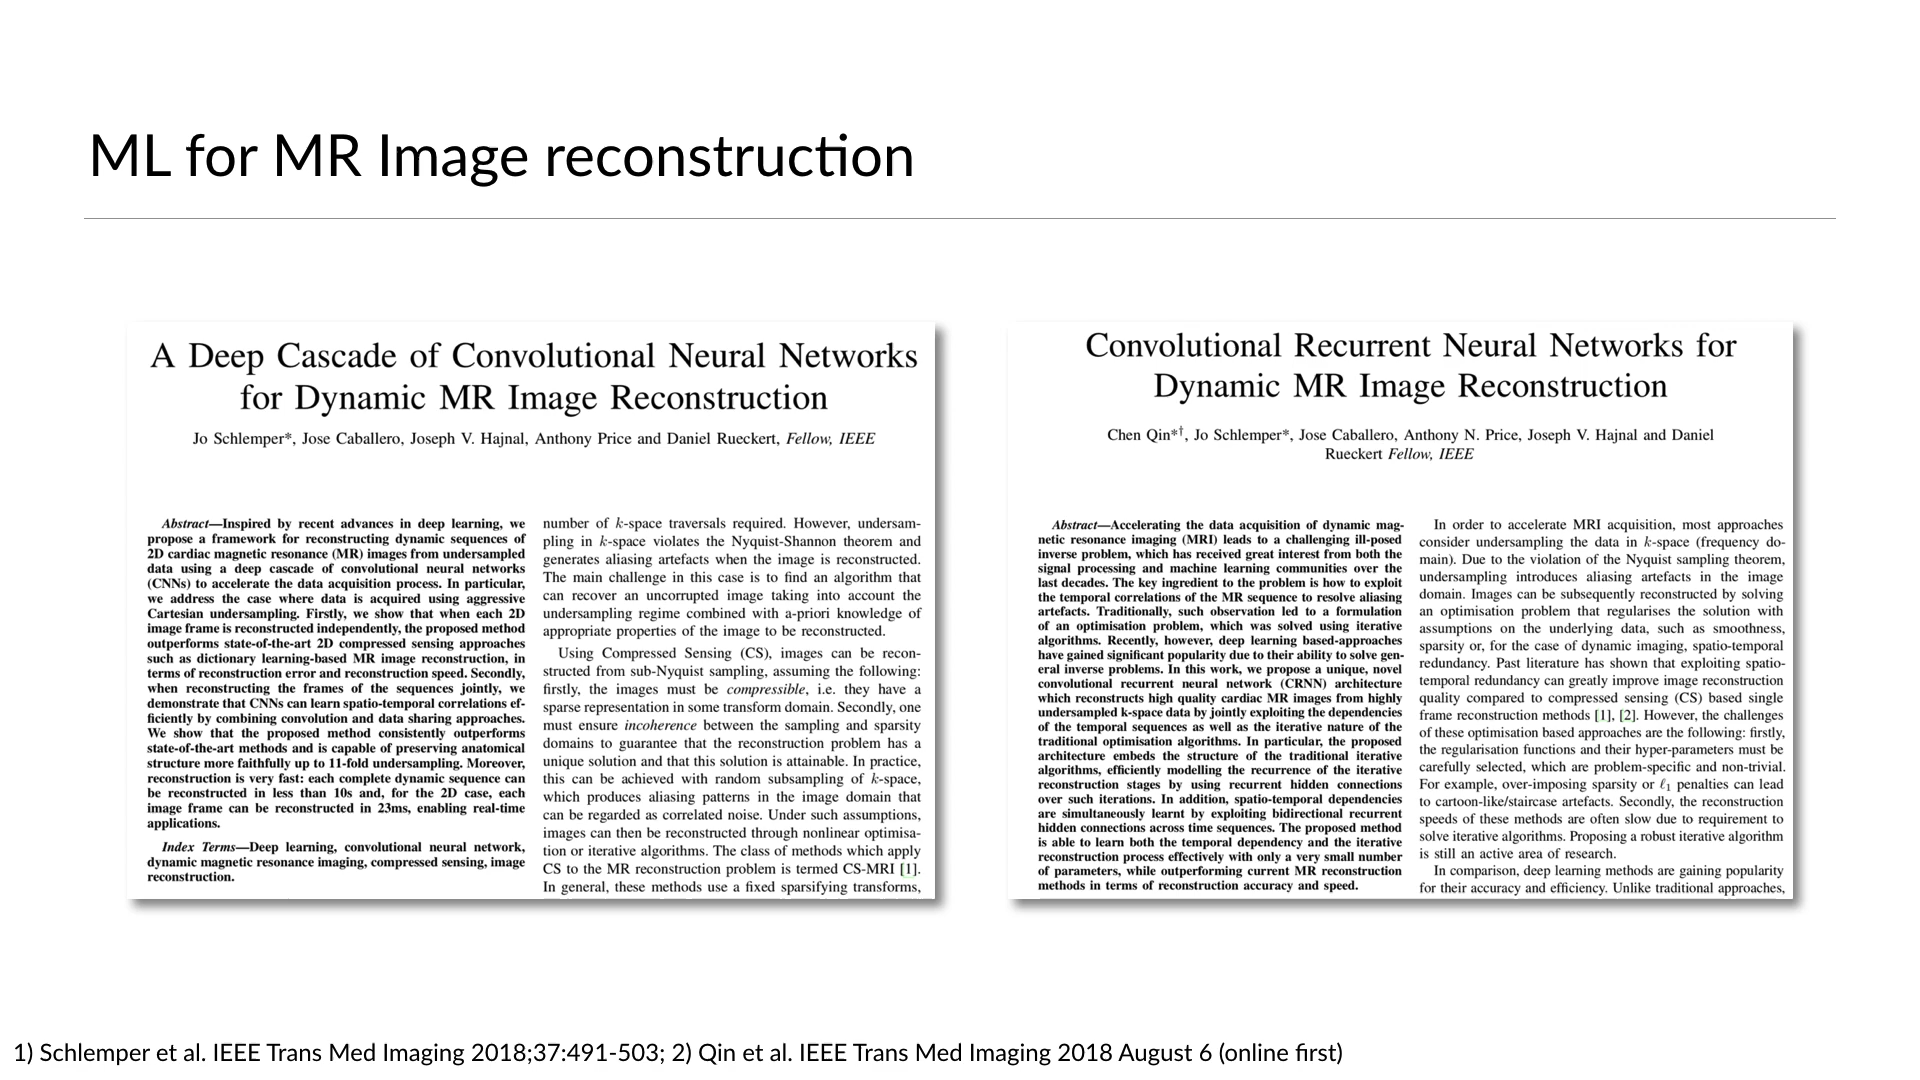 ML for MR Image reconstruction
A Deep Cascade of Convolutional Neural Networks
for Dynamic MR Image Reconstruction
Jo Schlemper*, Jose Caballero, Joseph V. Hajnal, Anthony Price and Daniel Rueckert, Fellow, IEEE
Abstract—Inspired by recent advances in deep learning, we
propose a framework for reconstructing dynamic sequences of
2D cardiac magnetic resonance (MR) images from undersampled
data using a deep cascade of convolutional neural networks
(CNNs) to accelerate the data acquisition process. In particular,
we address the case where data is acquired using aggressive
Cartesian undersampling. Firstly, we show that when each 2D
image frame is reconstructed independently, the proposed method
outperforms state-of-the-art 2D compressed sensing approaches
such as dictionary learning-based MR image reconstruction, in
terms of reconstruction error and reconstruction speed. Secondly,
when reconstructing the frames of the sequences jointly, we
demonstrate that CNNs can learn spatio-temporal correlations ef-
ficiently by combining convolution and data sharing approaches.
We show that the proposed method consistently outperforms
state-of-the-art methods and is capable of preserving anatomical
structure more faithfully up to 11-fold undersampling. Moreover,
reconstruction is very fast: each complete dynamic sequence can
be reconstructed in less than 10s and, for the 2D case, each
image frame can be reconstructed in 23ms, enabling real-time
applications.
Index Terms—Deep learning, convolutional neural network,
dynamic magnetic resonance imaging, compressed sensing, image
reconstruction.
number of k-space traversals required. However, undersam-
pling in k-space violates the Nyquist-Shannon theorem and
generates aliasing artefacts when the image is reconstructed.
The main challenge in this case is to find an algorithm that
can recover an uncorrupted image taking into account the
undersampling regime combined with a-priori knowledge of
appropriate properties of the image to be reconstructed.
Using Compressed Sensing (CS), images can be recon-
structed from sub-Nyquist sampling, assuming the following:
firstly, the images must be compressible, i.e. they have a
sparse representation in some transform domain. Secondly, one
must ensure incoherence between the sampling and sparsity
domains to guarantee that the reconstruction problem has a
unique solution and that this solution is attainable. In practice,
this can be achieved with random subsampling of k-space,
which produces aliasing patterns in the image domain that
can be regarded as correlated noise. Under such assumptions,
images can then be reconstructed through nonlinear optimisa-
tion or iterative algorithms. The class of methods which apply
CS to the MR reconstruction problem is termed CS-MRI [1].
In general, these methods use a fixed sparsifying transforms,
Convolutional Recurrent Neural Networks for
Dynamic MR Image Reconstruction
Chen Qin*†, Jo Schlemper*, Jose Caballero, Anthony N. Price, Joseph V. Hajnal and Daniel
Rueckert Fellow, IEEE
Abstract—Accelerating the data acquisition of dynamic mag-
netic resonance imaging (MRI) leads to a challenging ill-posed
inverse problem, which has received great interest from both the
signal processing and machine learning communities over the
last decades. The key ingredient to the problem is how to exploit
the temporal correlations of the MR sequence to resolve aliasing
artefacts. Traditionally, such observation led to a formulation
of an optimisation problem, which was solved using iterative
algorithms. Recently, however, deep learning based-approaches
have gained significant popularity due to their ability to solve gen-
eral inverse problems. In this work, we propose a unique, novel
convolutional recurrent neural network (CRNN) architecture
which reconstructs high quality cardiac MR images from highly
undersampled k-space data by jointly exploiting the dependencies
of the temporal sequences as well as the iterative nature of the
traditional optimisation algorithms. In particular, the proposed
architecture embeds the structure of the traditional iterative
algorithms, efficiently modelling the recurrence of the iterative
reconstruction stages by using recurrent hidden connections
over such iterations. In addition, spatio-temporal dependencies
are simultaneously learnt by exploiting bidirectional recurrent
hidden connections across time sequences. The proposed method
is able to learn both the temporal dependency and the iterative
reconstruction process effectively with only a very small number
of parameters, while outperforming current MR reconstruction
methods in terms of reconstruction accuracy and speed.
In order to accelerate MRI acquisition, most approaches
consider undersampling the data in k-space (frequency do-
main). Due to the violation of the Nyquist sampling theorem,
undersampling introduces aliasing artefacts in the image
domain. Images can be subsequently reconstructed by solving
an optimisation problem that regularises the solution with
assumptions on the underlying data, such as smoothness,
sparsity or, for the case of dynamic imaging, spatio-temporal
redundancy. Past literature has shown that exploiting spatio-
temporal redundancy can greatly improve image reconstruction
quality compared to compressed sensing (CS) based single
frame reconstruction methods [1], [2]. However, the challenges
of these optimisation based approaches are the following: firstly,
the regularisation functions and their hyper-parameters must be
carefully selected, which are problem-specific and non-trivial.
For example, over-imposing sparsity or ℓ1 penalties can lead
to cartoon-like/staircase artefacts. Secondly, the reconstruction
speeds of these methods are often slow due to requirement to
solve iterative algorithms. Proposing a robust iterative algorithm
is still an active area of research.
In comparison, deep learning methods are gaining popularity
for their accuracy and efficiency. Unlike traditional approaches,
1) Schlemper et al. IEEE Trans Med Imaging 2018;37:491-503; 2) Qin et al. IEEE Trans Med Imaging 2018 August 6 (online first)